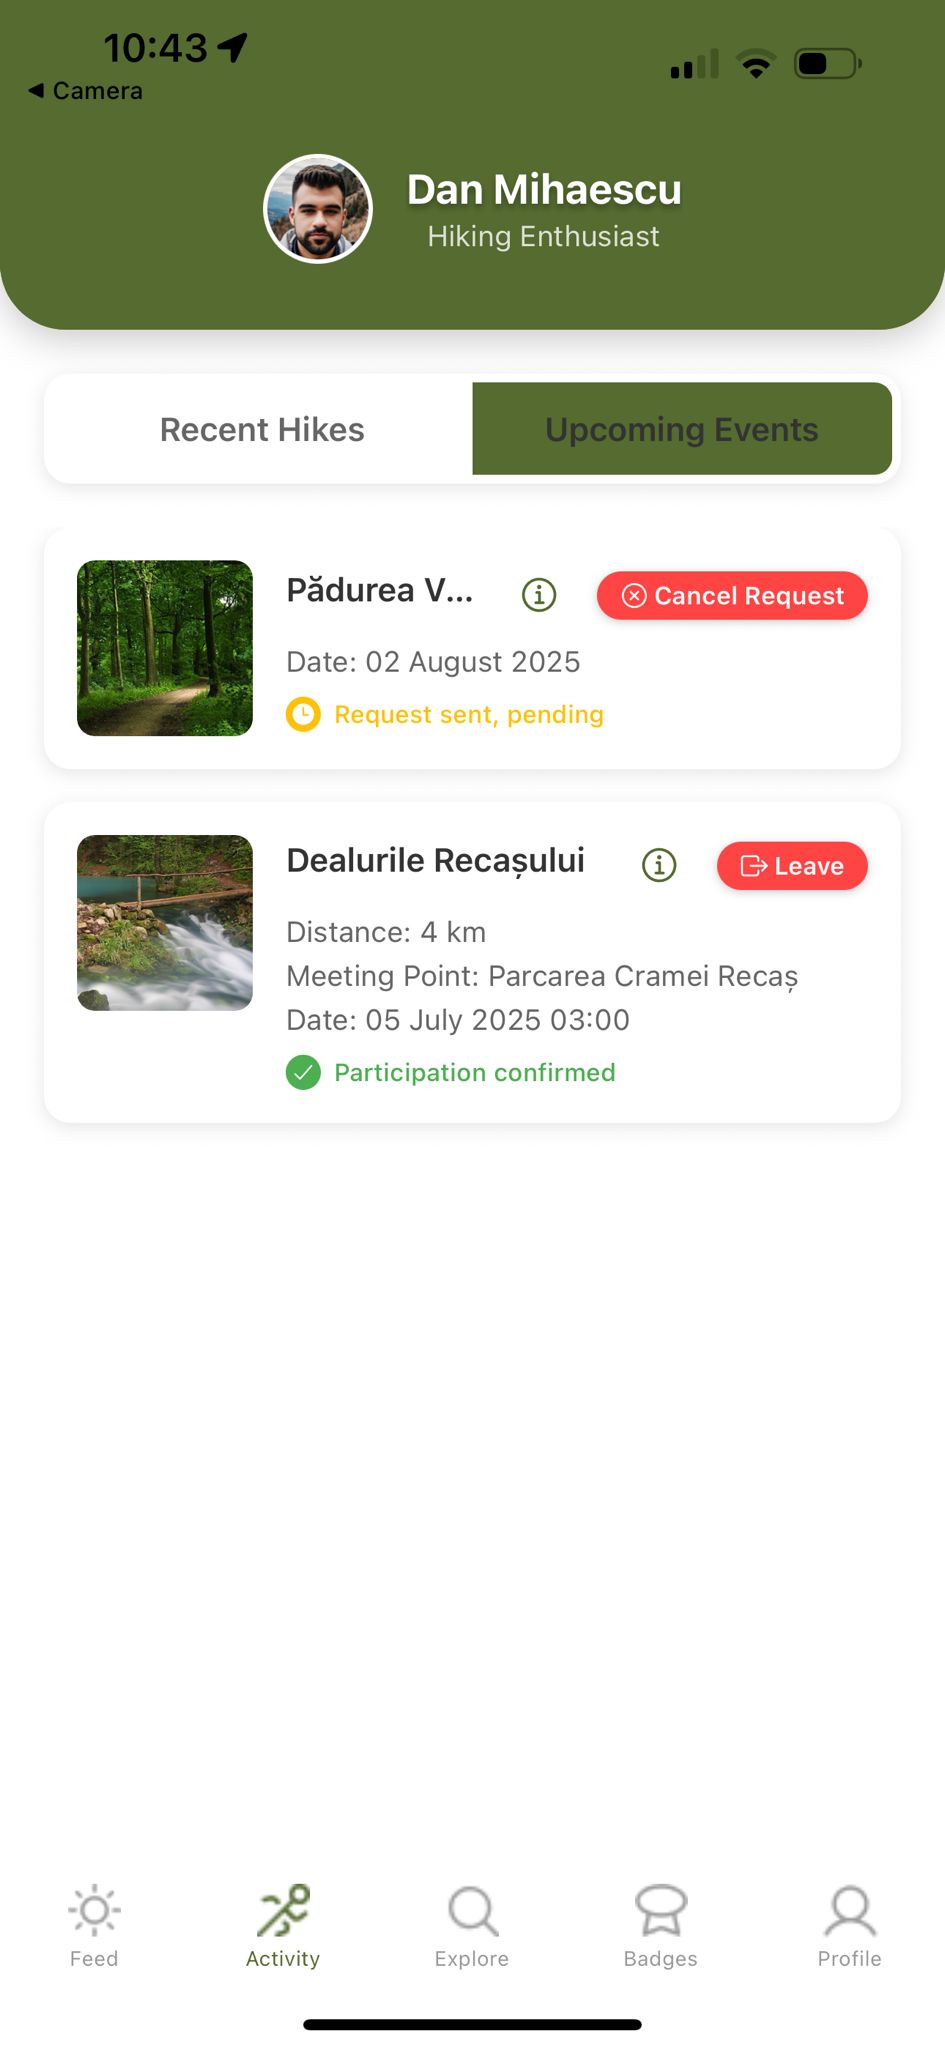 10:43
Camera
Dan Mihaescu
Hiking Enthusiast
Recent Hikes
Upcoming Events
Pădurea V...
Cancel Request
Date: 02 August 2025
Request sent, pending
Dealurile Recașului
Leave
Distance: 4 km
Meeting Point: Parcarea Cramei Recaș
Date: 05 July 2025 03:00
Participation confirmed
Feed
Activity
Explore
Badges
Profile